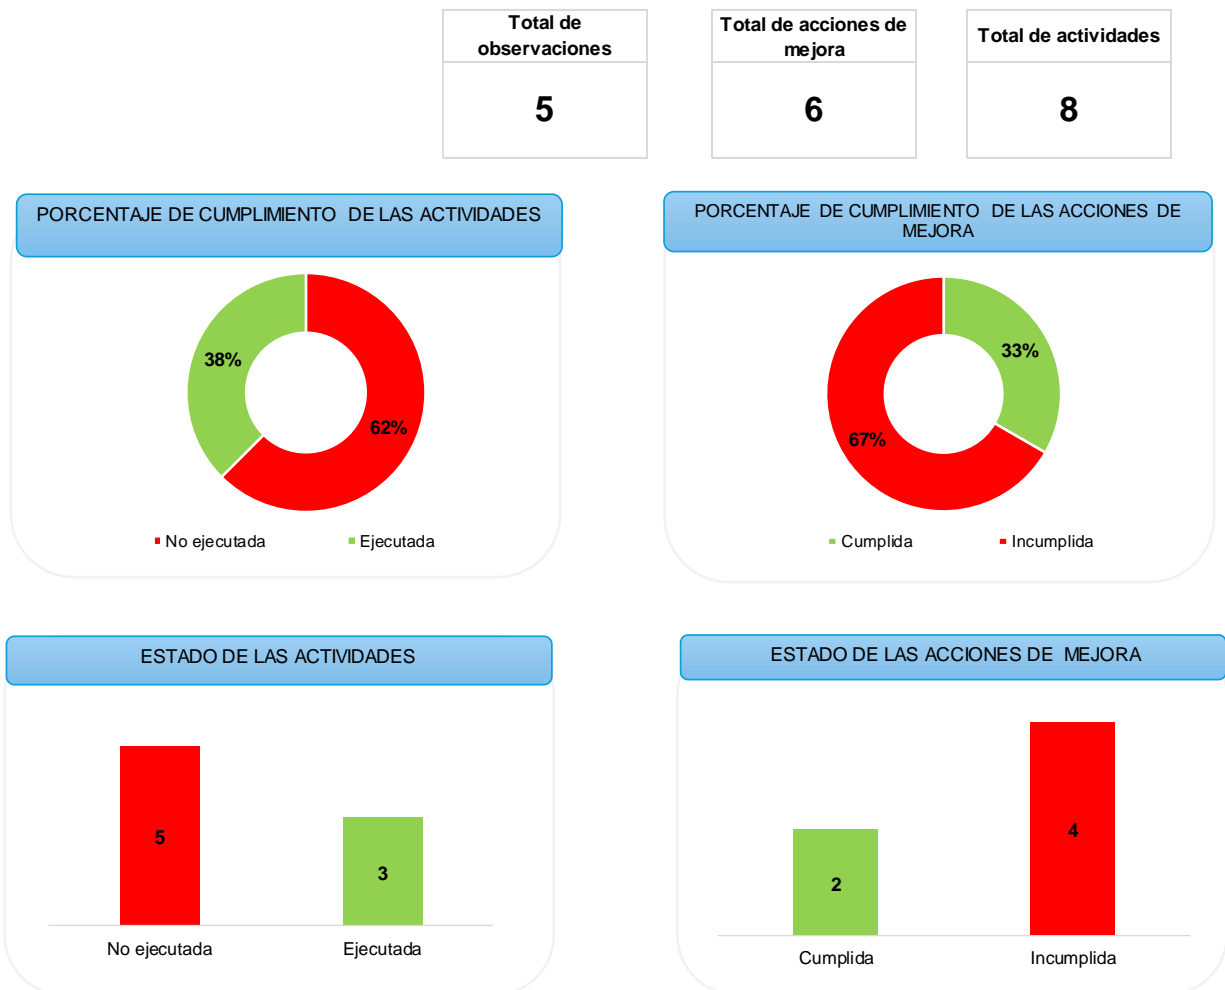 Total de
observaciones
5
Total de acciones de
mejora
6
Total de actividades
8
PORCENTAJE DE CUMPLIMIENTO DE LAS ACTIVIDADES
38%
62%
No ejecutada
Ejecutada
PORCENTAJE DE CUMPLIMIENTO DE LAS ACCIONES DE
MEJORA
33%
67%
Cumplida
Incumplida
ESTADO DE LAS ACTIVIDADES
5
3
No ejecutada
Ejecutada
ESTADO DE LAS ACCIONES DE MEJORA
2
4
Cumplida
Incumplida